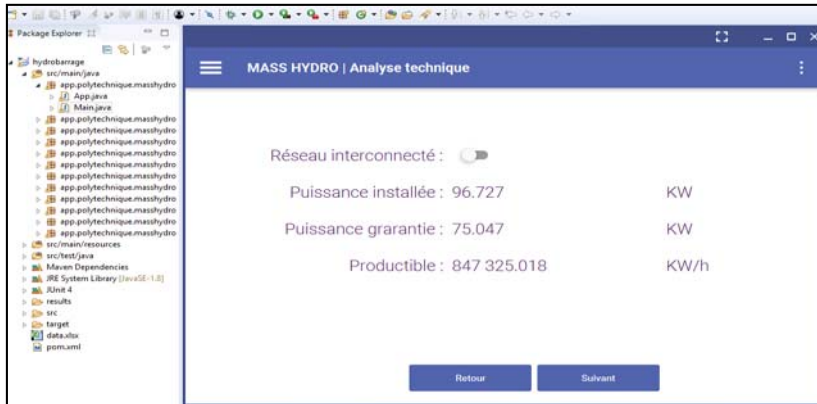 Package Explorer
hydrobarrage
src/main/java
app.polytechnique.masshydro
App.java
Main.java
app.polytechnique.masshydro
app.polytechnique.masshydro
app.polytechnique.masshydro
app.polytechnique.masshydro
app.polytechnique.masshydro
app.polytechnique.masshydro
app.polytechnique.masshydro
app.polytechnique.masshydro
app.polytechnique.masshydro
app.polytechnique.masshydro
app.polytechnique.masshydro
src/main/resources
src/test/java
Maven Dependencies
JRE System Library [JavaSE-1.8]
JUnit 4
results
src
target
data.xlsx
pom.xml
MASS HYDRO | Analyse technique
Réseau interconnecté :
Puissance installée : 96.727 KW
Puissance grarantie : 75.047 KW
Productible : 847 325.018 KW/h
Retour Suivant